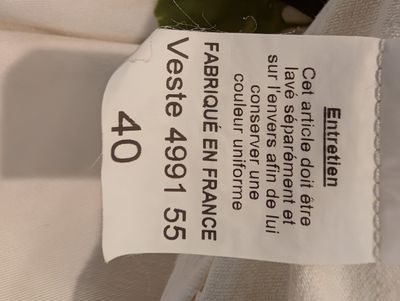 Entretien
Cet article doit être
lavé séparément et
sur l'envers afin de lui
conserver une
couleur uniforme
FABRIQUÉ EN FRANCE
Veste 4991 55
40